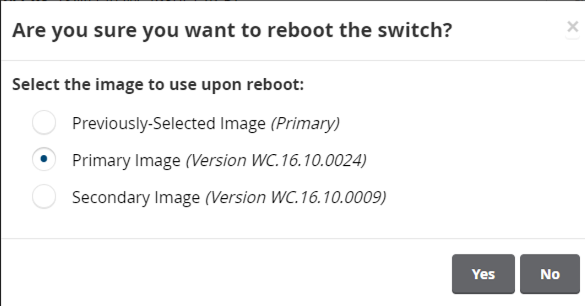 Are you sure you want to reboot the switch? ×
Select the image to use upon reboot:
Previously-Selected Image (Primary)
Primary Image (Version WC.16.10.0024)
Secondary Image (Version WC.16.10.0009)
Yes No